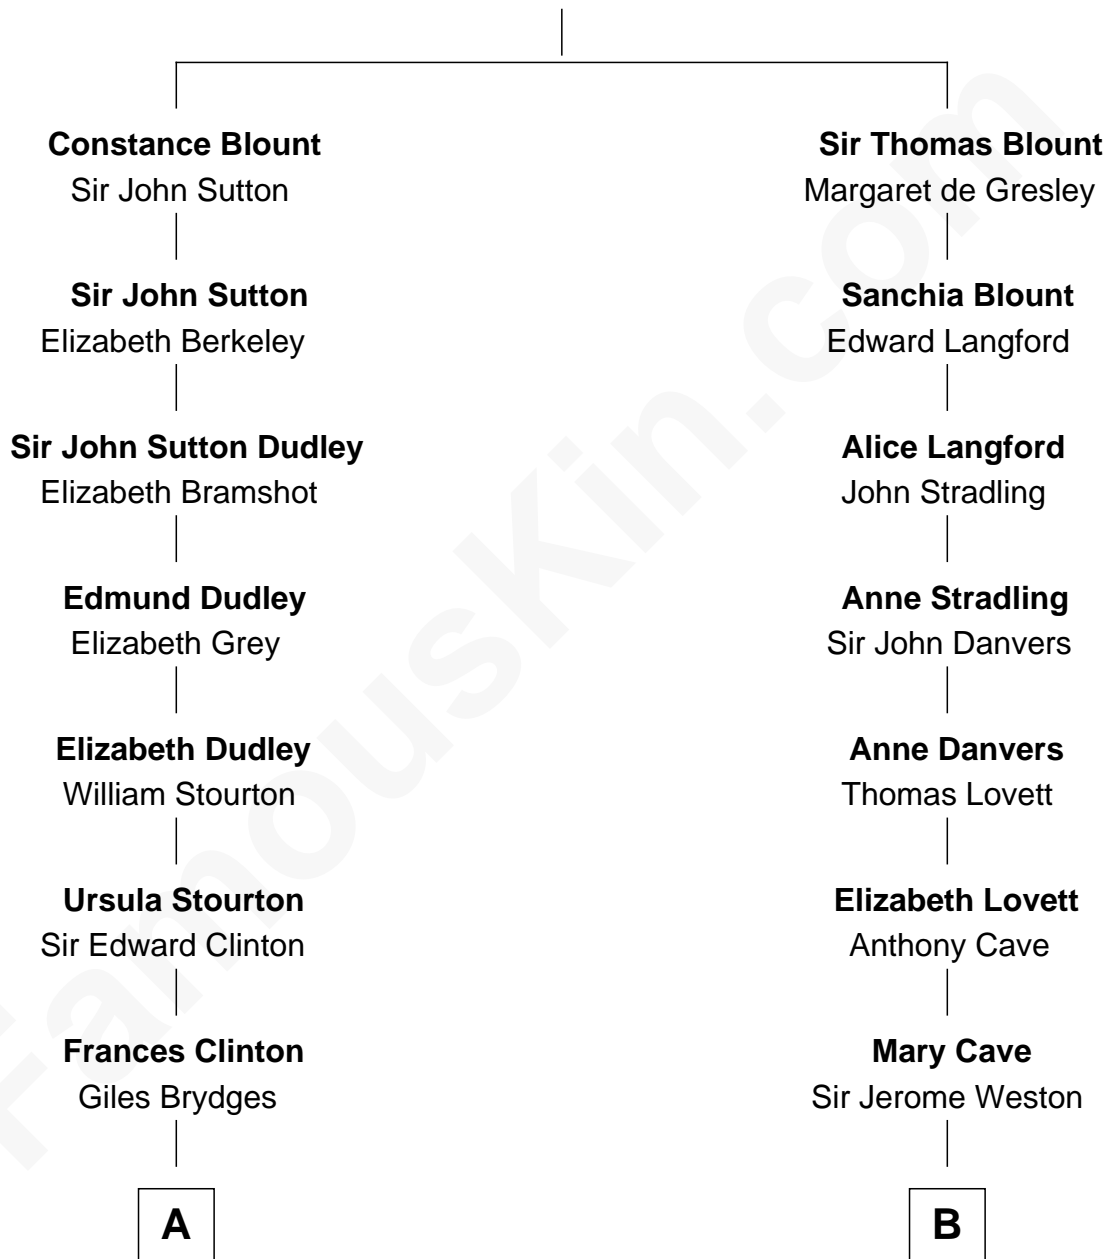 Constance Blount
Sir John Sutton
Sir Thomas Blount
Margaret de Gresley
Sir John Sutton
Elizabeth Berkeley
Sanchia Blount
Edward Langford
Sir John Sutton Dudley
Elizabeth Bramshot
Alice Langford
John Stradling
Edmund Dudley
Elizabeth Grey
Anne Stradling
Sir John Danvers
Elizabeth Dudley
William Stourton
Anne Danvers
Thomas Lovett
Ursula Stourton
Sir Edward Clinton
Elizabeth Lovett
Anthony Cave
Frances Clinton
Giles Brydges
Mary Cave
Sir Jerome Weston
A
B
FamousKin.com